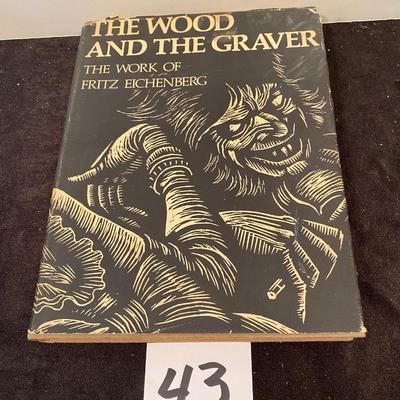 THE WOOD
AND THE GRAVER
THE WORK OF
FRITZ EICHENBERG
43